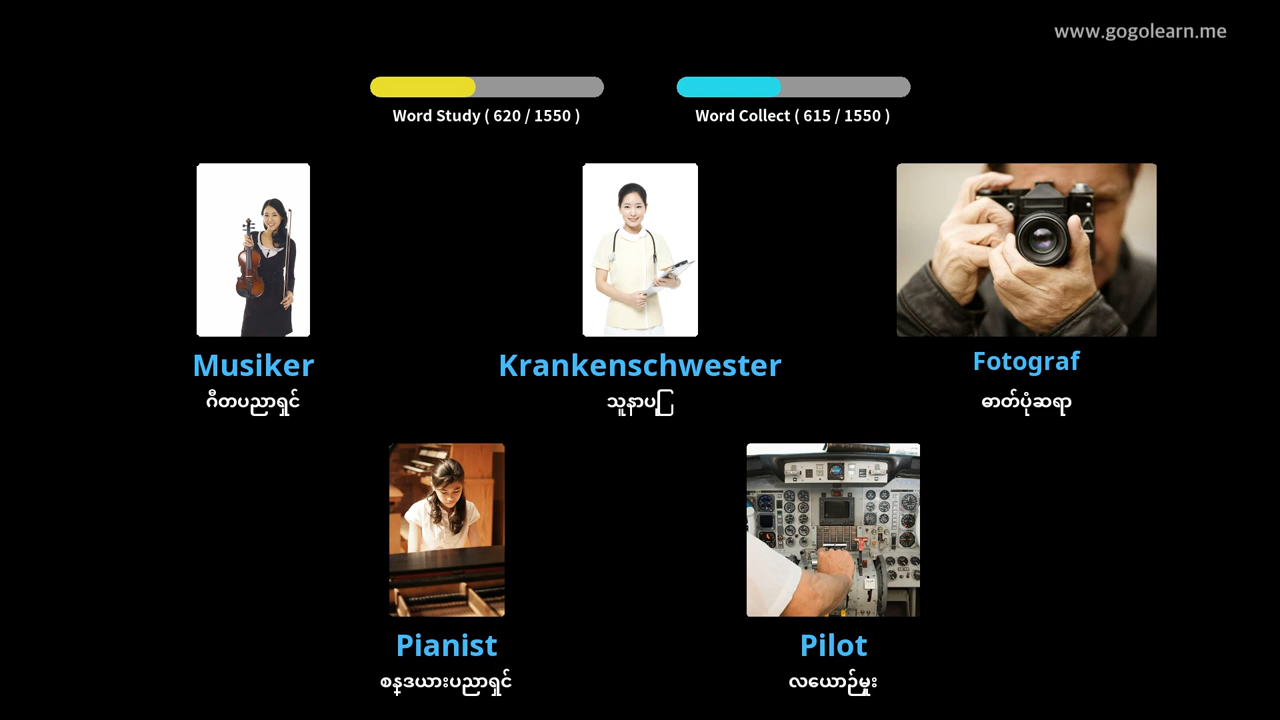 www.gogolearn.me
Word Study ( 620 / 1550 )
Word Collect ( 615 / 1550 )
Musiker
ဂီတပညာရှင်
Krankenschwester
သူနာပြု
Fotograf
ဓာတ်ပုံဆရာ
Pianist
စန္ဒယားပညာရှင်
Pilot
လယောဉ်မှူး